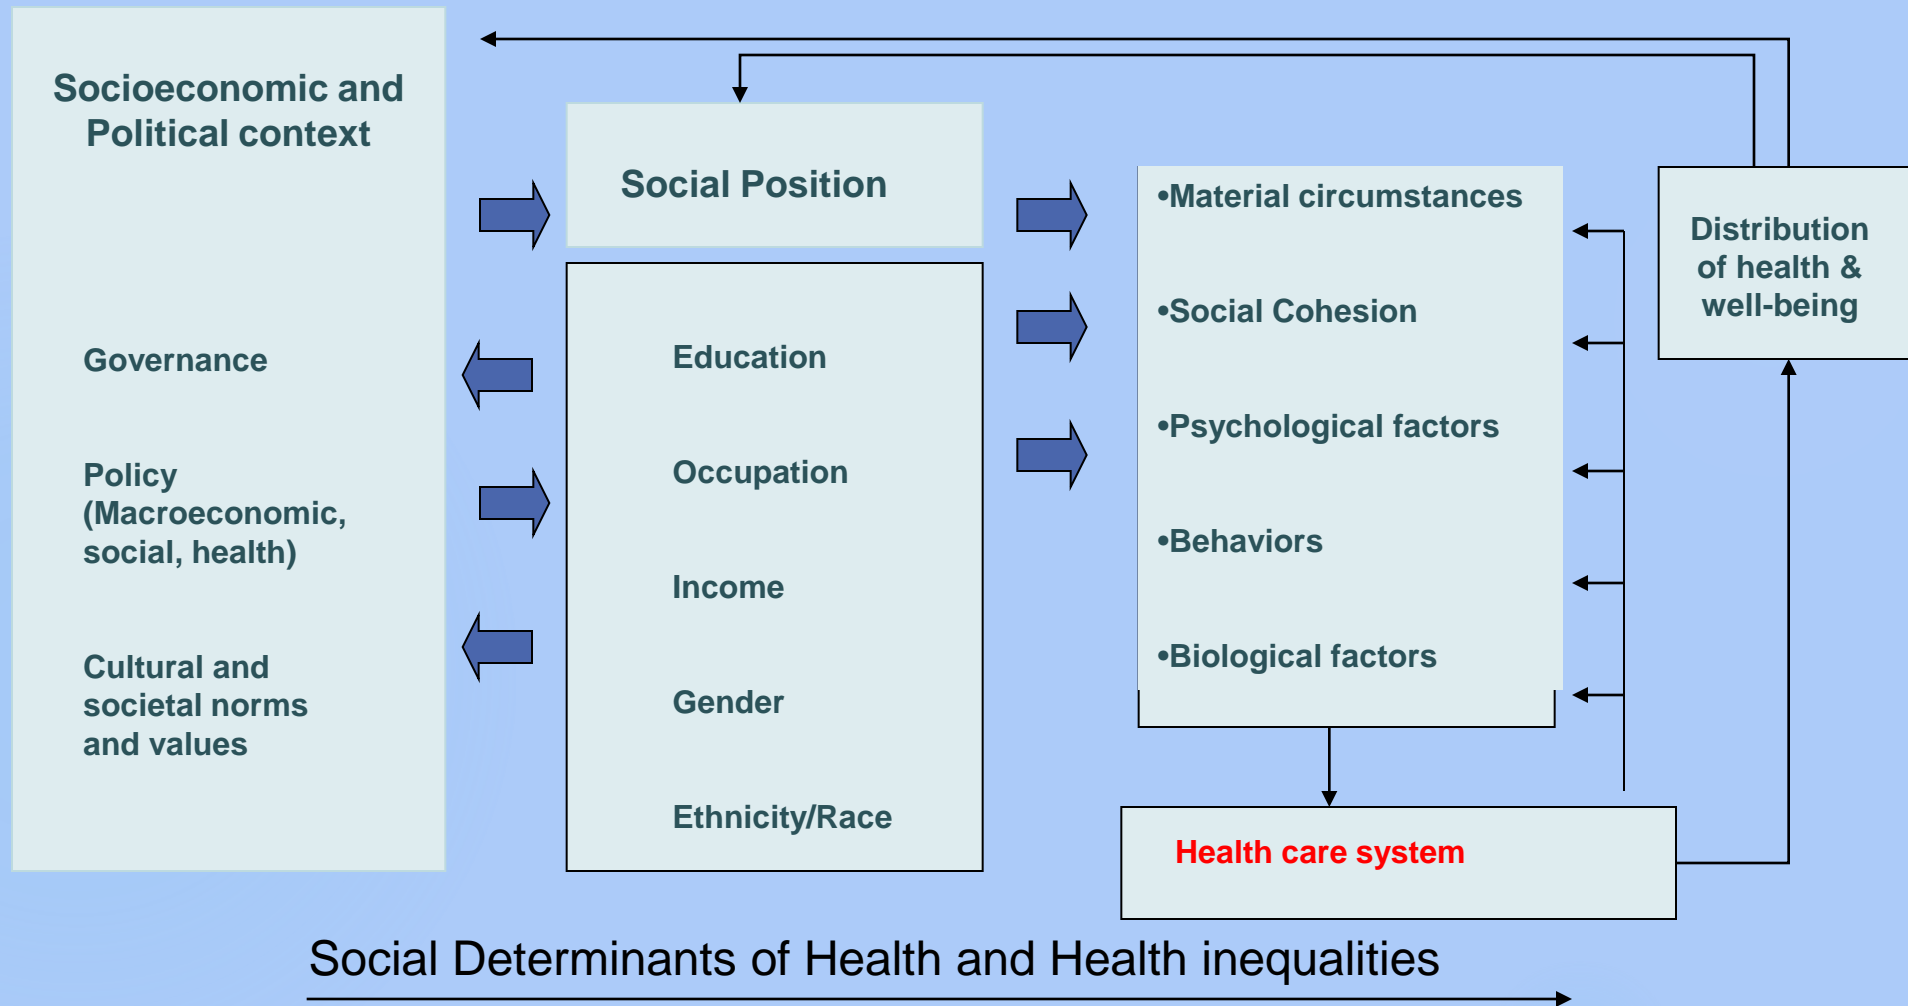 Socioeconomic and
Political context
Governance
Policy
(Macroeconomic,
social, health)
Cultural and
societal norms
and values
Social Position
Education
Occupation
Income
Gender
Ethnicity/Race
•Material circumstances
•Social Cohesion
•Psychological factors
•Behaviors
•Biological factors
Health care system
Distribution
of health &
well-being
Social Determinants of Health and Health inequalities